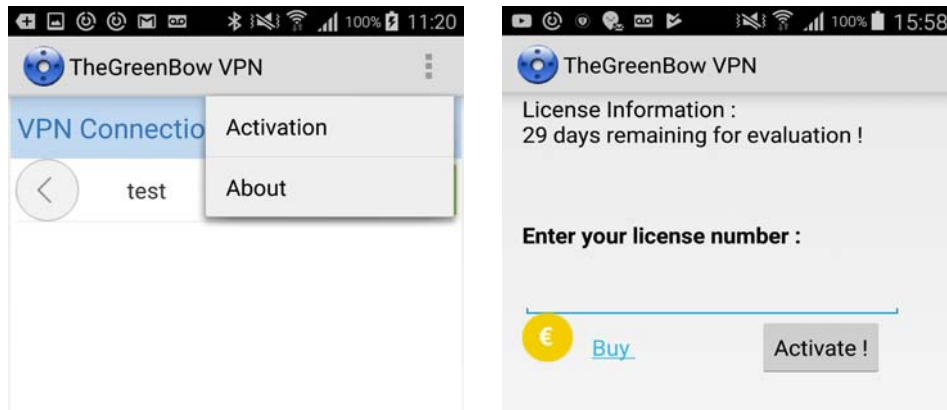 100% 11:20
TheGreenBow VPN
VPN Connectio
Activation
test
About
100% 15:58
TheGreenBow VPN
License Information :
29 days remaining for evaluation !
Enter your license number :
€
Buy
Activate !